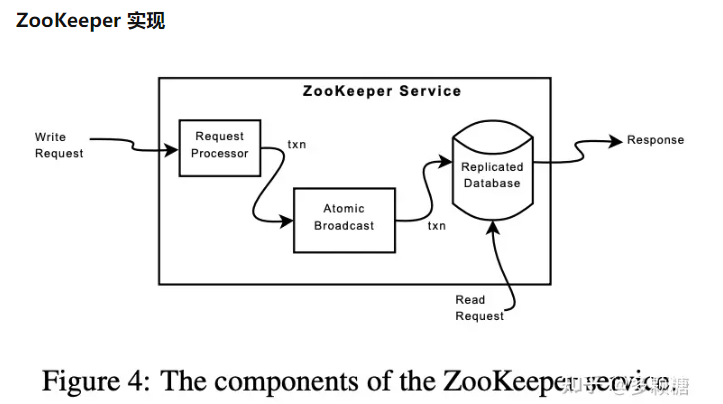 ZooKeeper 实现
ZooKeeper Service
Write
Request
Request
Processor
txn
Atomic
Broadcast
txn
Replicated
Database
Response
Read
Request
Figure 4: The components of the ZooKeeper service.
知乎 @多颗糖